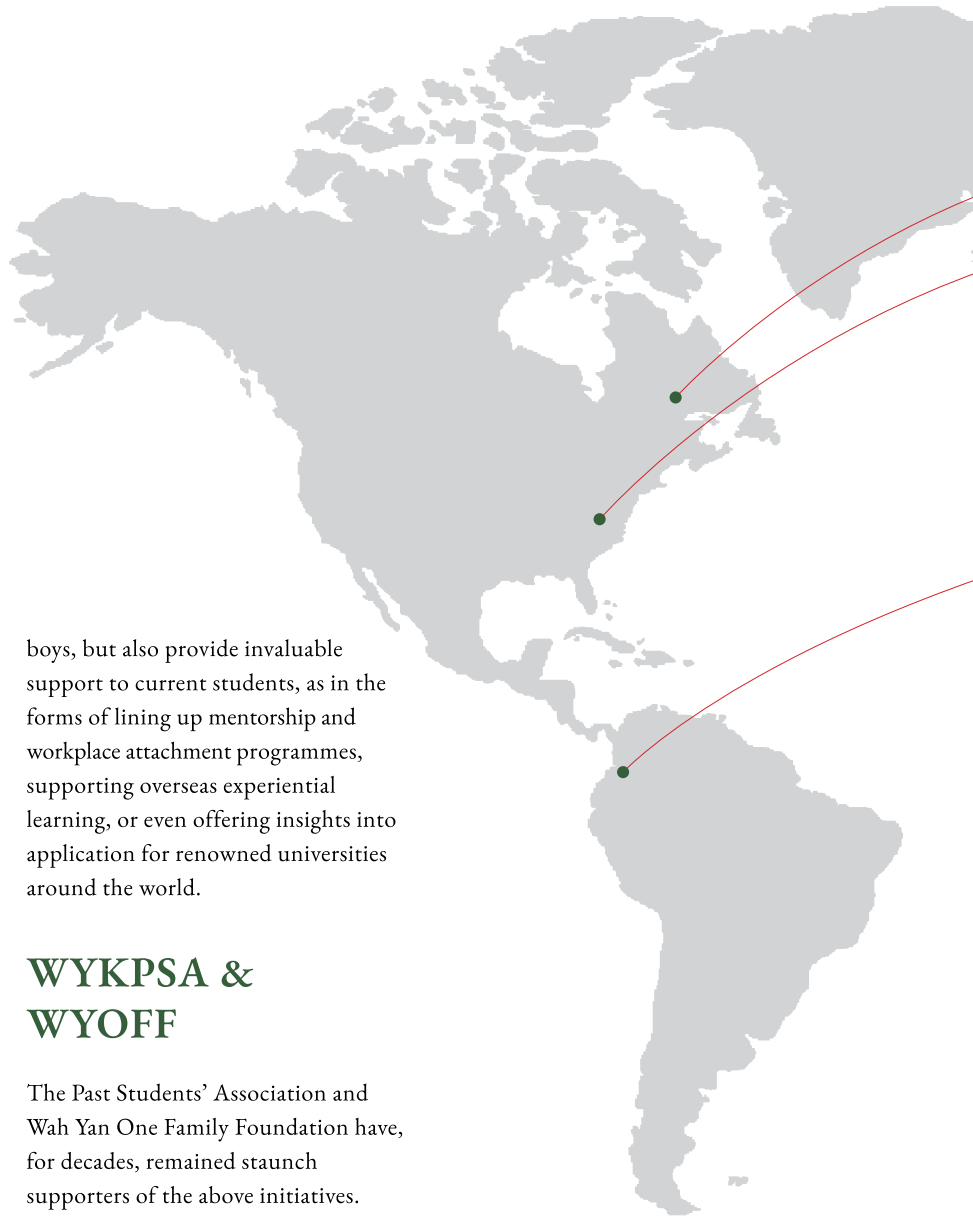 boys, but also provide invaluable
support to current students, as in the
forms of lining up mentorship and
workplace attachment programmes,
supporting overseas experiential
learning, or even offering insights into
application for renowned universities
around the world.
WYKPSA &
WYOFF
The Past Students’ Association and
Wah Yan One Family Foundation have,
for decades, remained staunch
supporters of the above initiatives.